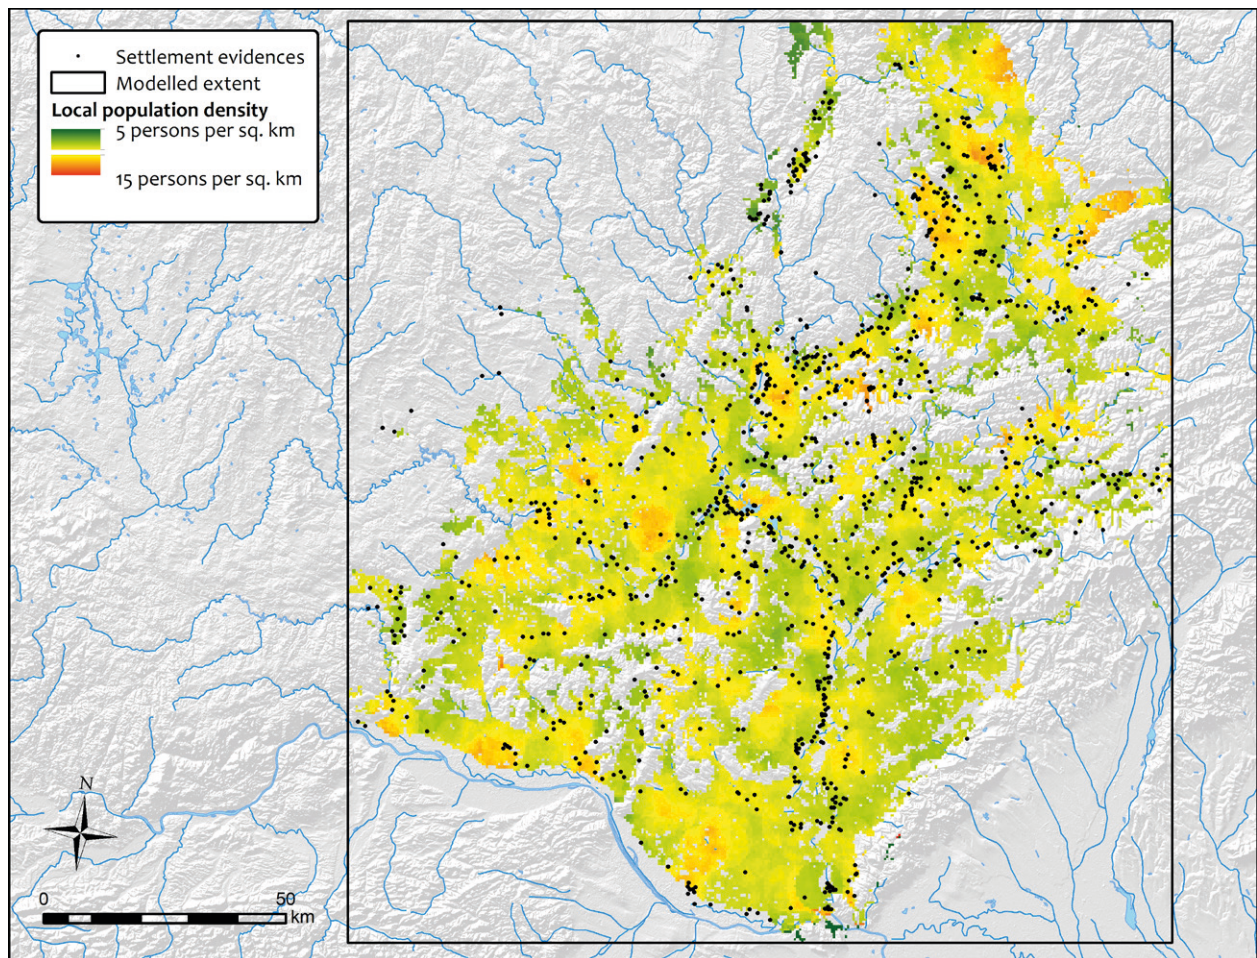 Settlement evidences
Modelled extent
Local population density
5 persons per sq. km
15 persons per sq. km
N
0 50
km